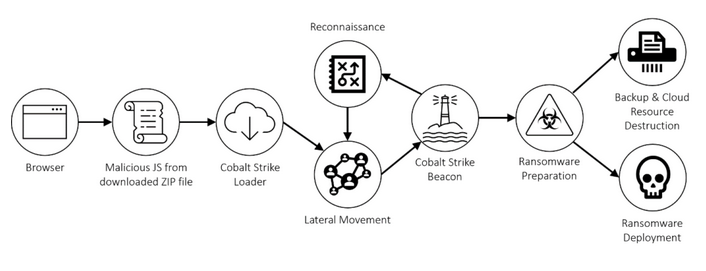 Reconnaissance
Browser
Malicious JS from
downloaded ZIP file
Cobalt Strike
Loader
Lateral Movement
Cobalt Strike
Beacon
Ransomware
Preparation
Backup & Cloud
Resource
Destruction
Ransomware
Deployment